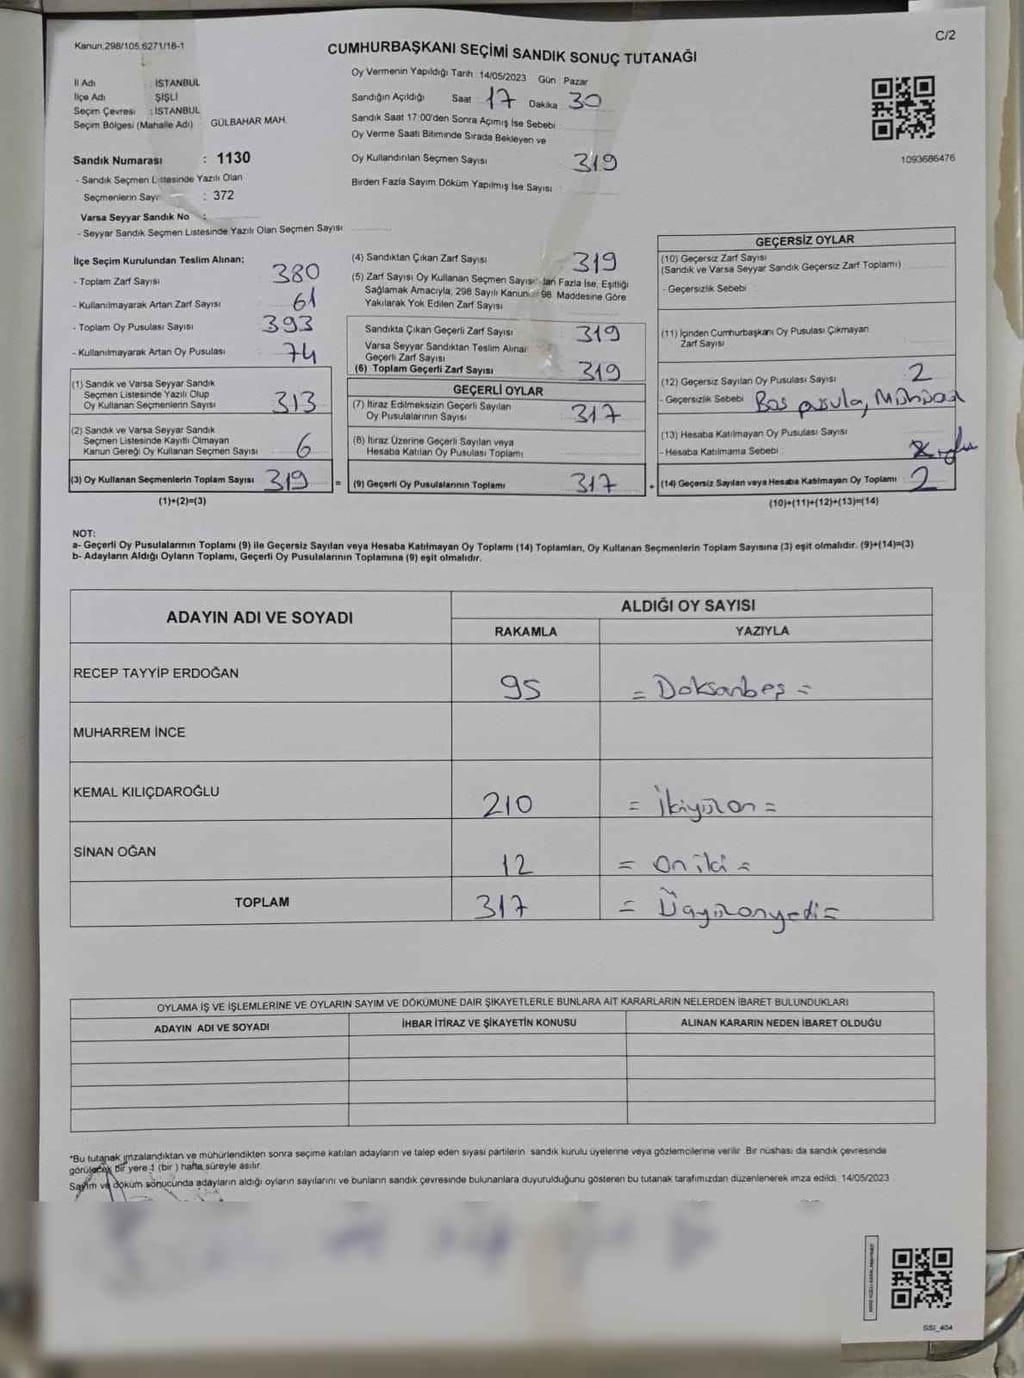 Kanun,298/105,6271/16-1
C/2
CUMHURBAŞKANI SEÇİMİ SANDIK SONUÇ TUTANAĞI
İl Adı : İSTANBUL
İlçe Adı : ŞİŞLİ
Seçim Çevresi : İSTANBUL
Seçim Bölgesi (Mahalle Adı) GÜLBAHAR MAH.
Sandık Numarası : 1130
- Sandık Seçmen Listesinde Yazılı Olan
Seçmenlerin Sayı : 372
Varsa Seyyar Sandık No :
- Seyyar Sandık Seçmen Listesinde Yazılı Olan Seçmen Sayısı
Oy Vermenin Yapıldığı Tarih 14/05/2023 Gün : Pazar
Sandığın Açıldığı Saat 17 Dakika 30
Sandık Saat 17:00'den Sonra Açımış İse Sebebi
Oy Verme Saati Bitiminde Sırada Bekleyen ve
Oy Kullandırılan Seçmen Sayısı 319
Birden Fazla Sayım Döküm Yapılmış İse Sayısı
1093686476
İlçe Seçim Kurulundan Teslim Alınan:
- Toplam Zarf Sayısı 380
- Kullanılmayarak Artan Zarf Sayısı 61
- Toplam Oy Pusulası Sayısı 393
- Kullanılmayarak Artan Oy Pusulası 74
(1) Sandık ve Varsa Seyyar Sandık
Seçmen Listesinde Yazılı Olup
Oy Kullanan Seçmenlerin Sayısı 313
(2) Sandık ve Varsa Seyyar Sandık
Seçmen Listesinde Kayıtlı Olmayan
Kanun Gereği Oy Kullanan Seçmen Sayısı 6
(3) Oy Kullanan Seçmenlerin Toplam Sayısı 319 =
(1)+(2)=(3)
(4) Sandıktan Çıkan Zarf Sayısı 319
(5) Zarf Sayısı Oy Kullanan Seçmen Sayısı dan Fazla İse, Eşitliği
Sağlamak Amacıyla, 298 Sayılı Kanun 98 Maddesine Göre
Yakılarak Yok Edilen Zarf Sayısı
Sandıkta Çıkan Geçerli Zarf Sayısı 319
Varsa Seyyar Sandıktan Teslim Alınan
Geçerli Zarf Sayısı
(6) Toplam Geçerli Zarf Sayısı 319
GEÇERLİ OYLAR
(7) İtiraz Edilmeksizin Geçerli Sayılan
Oy Pusulalarının Sayısı 317
(8) İtiraz Üzerine Geçerli Sayılan veya
Hesaba Katılan Oy Pusulası Toplamı
(9) Geçerli Oy Pusulalarının Toplamı 317 +
GEÇERSİZ OYLAR
(10) Geçersiz Zarf Sayısı
(Sandık ve Varsa Seyyar Sandık Geçersiz Zarf Toplamı)
- Geçersizlik Sebebi
(11) İçinden Cumhurbaşkanı Oy Pusulası Çıkmayan
Zarf Sayısı
(12) Geçersiz Sayılan Oy Pusulası Sayısı 2
- Geçersizlik Sebebi Boş pusula,
(13) Hesaba Katılmayan Oy Pusulası Sayısı
- Hesaba Katılmama Sebebi
(14) Geçersiz Sayılan veya Hesaba Katılmayan Oy Toplamı 2
(10)+(11)+(12)+(13)=(14)
NOT:
a- Geçerli Oy Pusulalarının Toplamı (9) ile Geçersiz Sayılan veya Hesaba Katılmayan Oy Toplamı (14) Toplamları, Oy Kullanan Seçmenlerin Toplam Sayısına (3) eşit olmalıdır. (9)+(14)=(3)
b- Adayların Aldığı Oyların Toplamı, Geçerli Oy Pusulalarının Toplamına (9) eşit olmalıdır.
ADAYIN ADI VE SOYADI ALDIĞI OY SAYISI
RAKAMLA YAZIYLA
RECEP TAYYİP ERDOĞAN 95 = Doksanbeş =
MUHARREM İNCE
KEMAL KILIÇDAROĞLU 210 = İkiyüzon =
SİNAN OĞAN 12 = Oniki =
TOPLAM 317 = Üçyüzonyedi =
OYLAMA İŞ VE İŞLEMLERİNE VE OYLARIN SAYIM VE DÖKÜMÜNE DAİR ŞİKAYETLERLE BUNLARA AİT KARARLARIN NELERDEN İBARET BULUNDUKLARI
ADAYIN ADI VE SOYADI İHBAR İTİRAZ VE ŞİKAYETİN KONUSU ALINAN KARARIN NEDEN İBARET OLDUĞU
*Bu tutanak imzalandıktan ve mühürlendikten sonra seçime katılan adayların ve talep eden siyasi partilerin sandık kurulu üyelerine veya gözlemcilerine verilir. Bir nüshası da sandık çevresinde
görülecek bir yere 1 (bir ) hafta süreyle asılır.
Sayım ve döküm sonucunda adayların aldığı oyların sayılarını ve bunların sandık çevresinde bulunanlara duyurulduğunu gösteren bu tutanak tarafımızdan düzenlenerek imza edildi. 14/05/2023
GSI_404